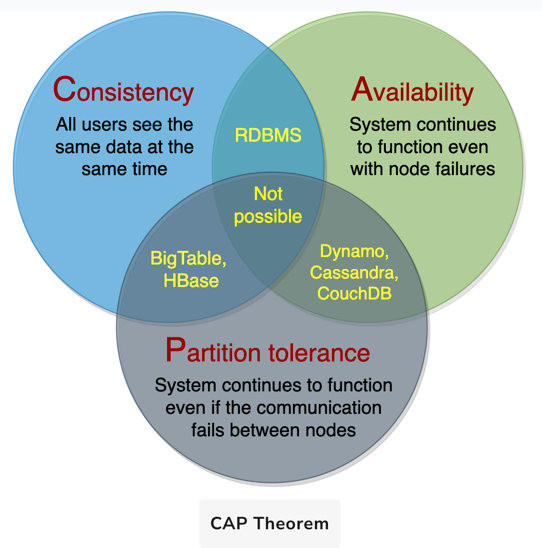 Consistency
All users see the
same data at the
same time
RDBMS
Availability
System continues
to function even
with node failures
Not
possible
BigTable,
HBase
Dynamo,
Cassandra,
CouchDB
Partition tolerance
System continues to function
even if the communication
fails between nodes
CAP Theorem